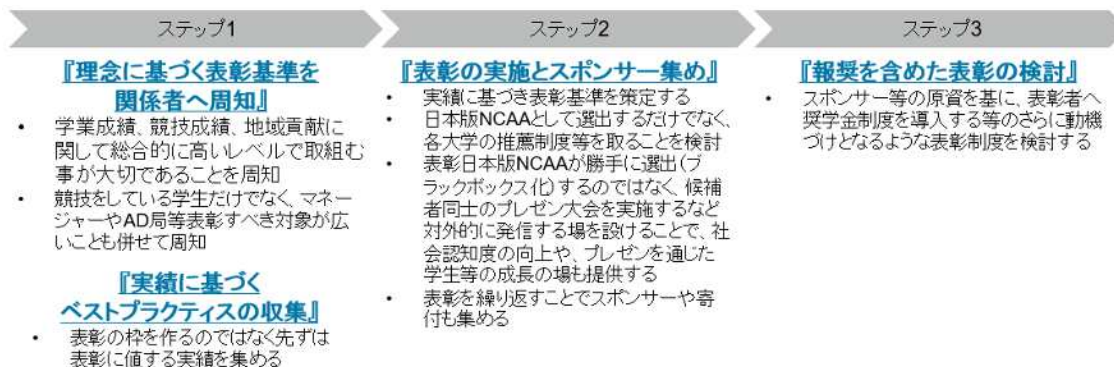 ステップ1
『理念に基づく表彰基準を
関係者へ周知』
• 学業成績、競技成績、地域貢献に
関して総合的に高いレベルで取組む
事が大切であることを周知
• 競技をしている学生だけでなく、マネー
ジャーやAD局等表彰すべき対象が広
いことも併せて周知
『実績に基づく
ベストプラクティスの収集』
• 表彰の枠を作るのではなく先ずは
表彰に値する実績を集める
ステップ2
『表彰の実施とスポンサー集め』
• 実績に基づき表彰基準を策定する
• 日本版NCAAとして選出するだけでなく、
各大学の推薦制度等を取ることを検討
• 表彰日本版NCAAが勝手に選出(ブ
ラックボックス化)するのではなく、候補
者同士のプレゼン大会を実施するなど
対外的に発信する場を設けることで、社
会認知度の向上や、プレゼンを通じた
学生等の成長の場も提供する
• 表彰を繰り返すことでスポンサーや寄
付も集める
ステップ3
『報奨を含めた表彰の検討』
• スポンサー等の原資を基に、表彰者へ
奨学金制度を導入する等のさらに動機
づけとなるような表彰制度を検討する